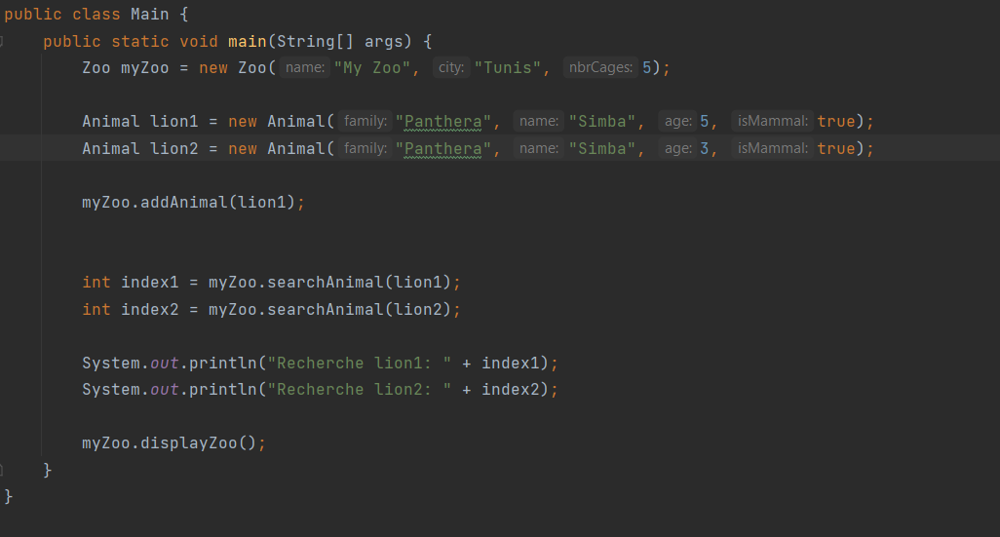 public class Main {
public static void main(String[] args) {
Zoo myZoo = new Zoo( name: "My Zoo", city: "Tunis", nbrCages: 5);
Animal lion1 = new Animal( family: "Panthera", name: "Simba", age: 5, isMammal: true);
Animal lion2 = new Animal( family: "Panthera", name: "Simba", age: 3, isMammal: true);
myZoo.addAnimal(lion1);
int index1 = myZoo.searchAnimal(lion1);
int index2 = myZoo.searchAnimal(lion2);
System.out.println("Recherche lion1: " + index1);
System.out.println("Recherche lion2: " + index2);
myZoo.displayZoo();
}
}